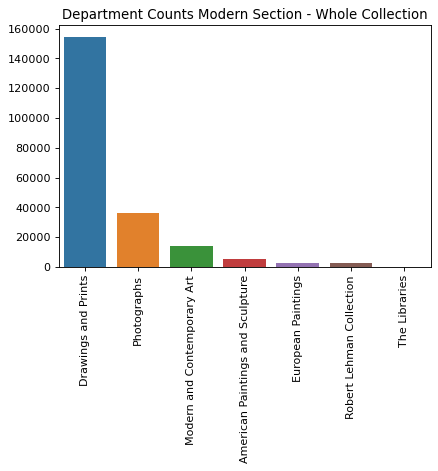 Department Counts Modern Section - Whole Collection
160000
140000
120000
100000
80000
60000
40000
20000
0
Drawings and Prints
Photographs
Modern and Contemporary Art
American Paintings and Sculpture
European Paintings
Robert Lehman Collection
The Libraries